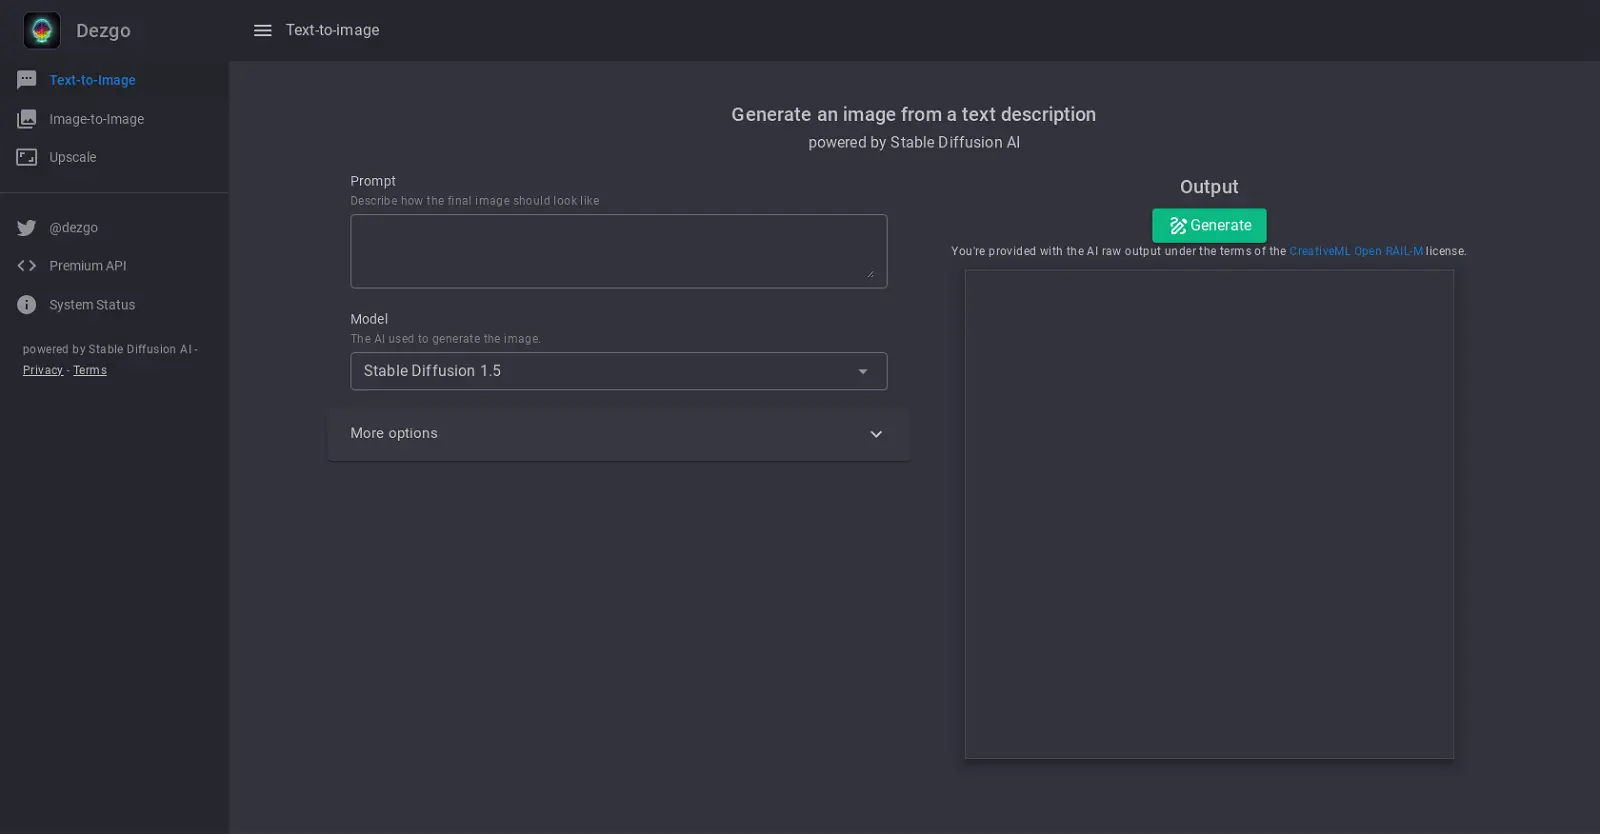 Dezgo
Text-to-Image
Image-to-Image
Upscale
@dezgo
Premium API
System Status
powered by Stable Diffusion AI -
Privacy - Terms
Text-to-image
Generate an image from a text description
powered by Stable Diffusion AI
Prompt
Describe how the final image should look like
Model
The AI used to generate the image.
Stable Diffusion 1.5
More options
Output
Generate
You're provided with the AI raw output under the terms of the CreativeML Open RAIL-M license.